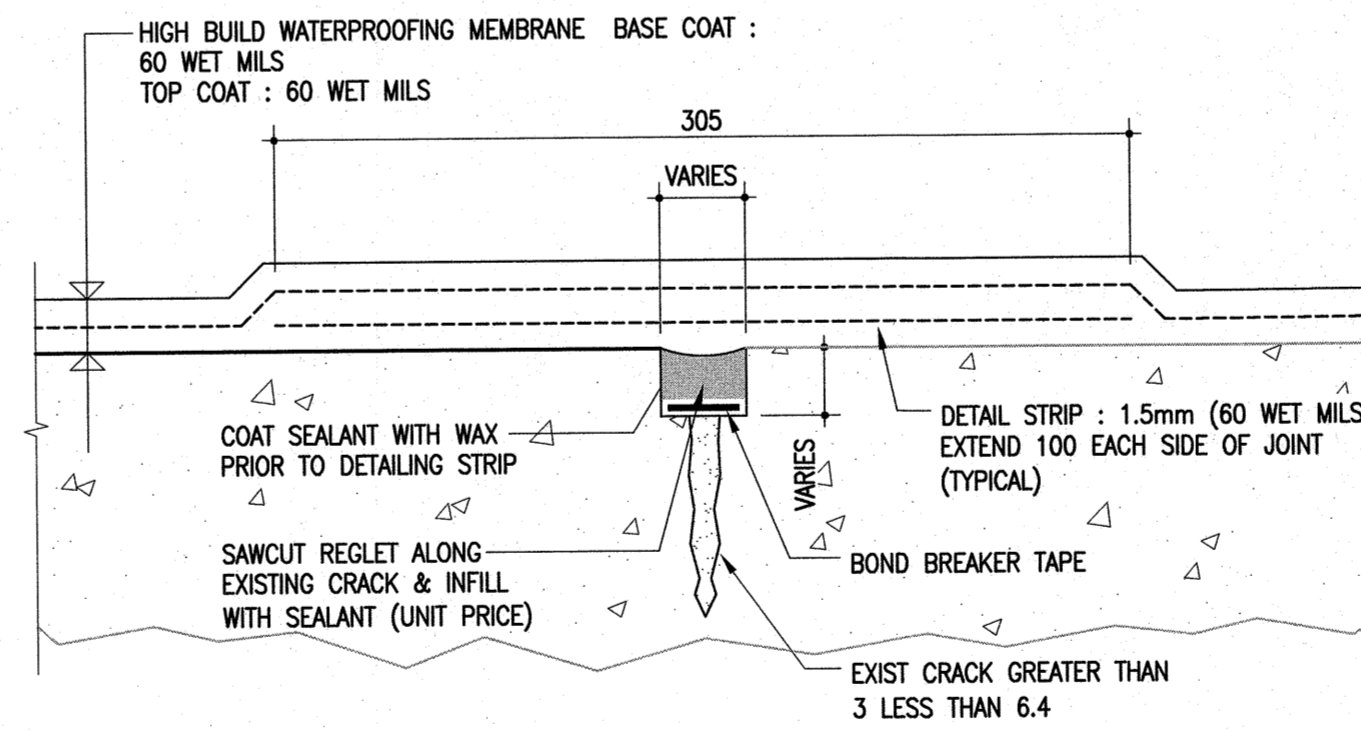 HIGH BUILD WATERPROOFING MEMBRANE BASE COAT :
60 WET MILS
TOP COAT : 60 WET MILS
305
VARIES
COAT SEALANT WITH WAX
PRIOR TO DETAILING STRIP
DETAIL STRIP : 1.5mm (60 WET MILS
EXTEND 100 EACH SIDE OF JOINT
(TYPICAL)
VARIES
SAWCUT REGLET ALONG
EXISTING CRACK & INFILL
WITH SEALANT (UNIT PRICE)
BOND BREAKER TAPE
EXIST CRACK GREATER THAN
3 LESS THAN 6.4